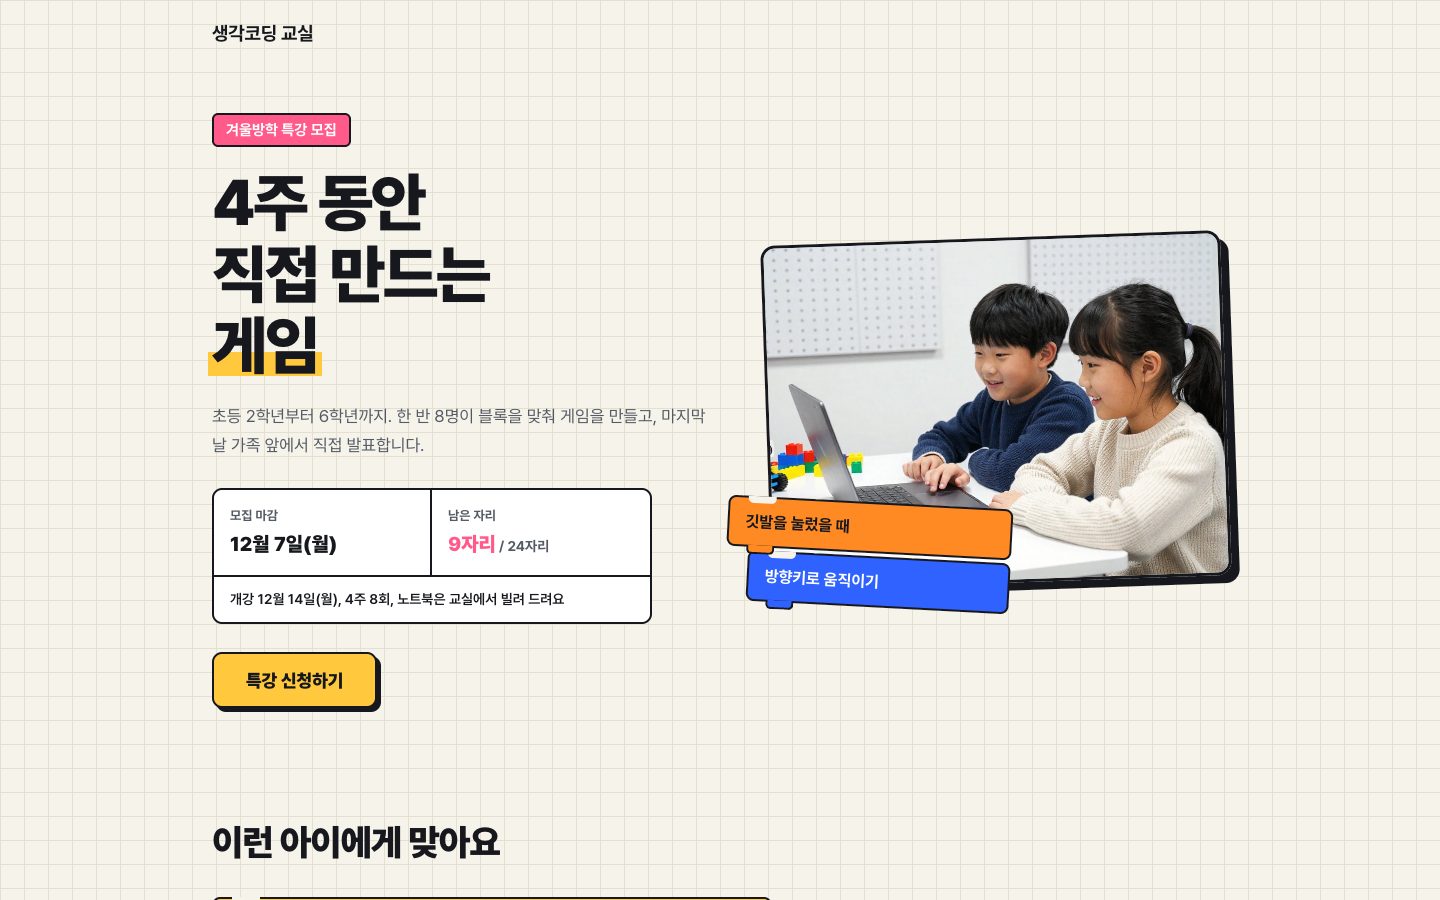 생각코딩 교실
겨울방학 특강 모집
4주 동안
직접 만드는
게임
초등 2학년부터 6학년까지. 한 반 8명이 블록을 맞춰 게임을 만들고, 마지막
날 가족 앞에서 직접 발표합니다.
모집 마감
12월 7일(월)
남은 자리
9자리 / 24자리
개강 12월 14일(월), 4주 8회, 노트북은 교실에서 빌려 드려요
특강 신청하기
깃발을 눌렀을 때
방향키로 움직이기
이런 아이에게 맞아요